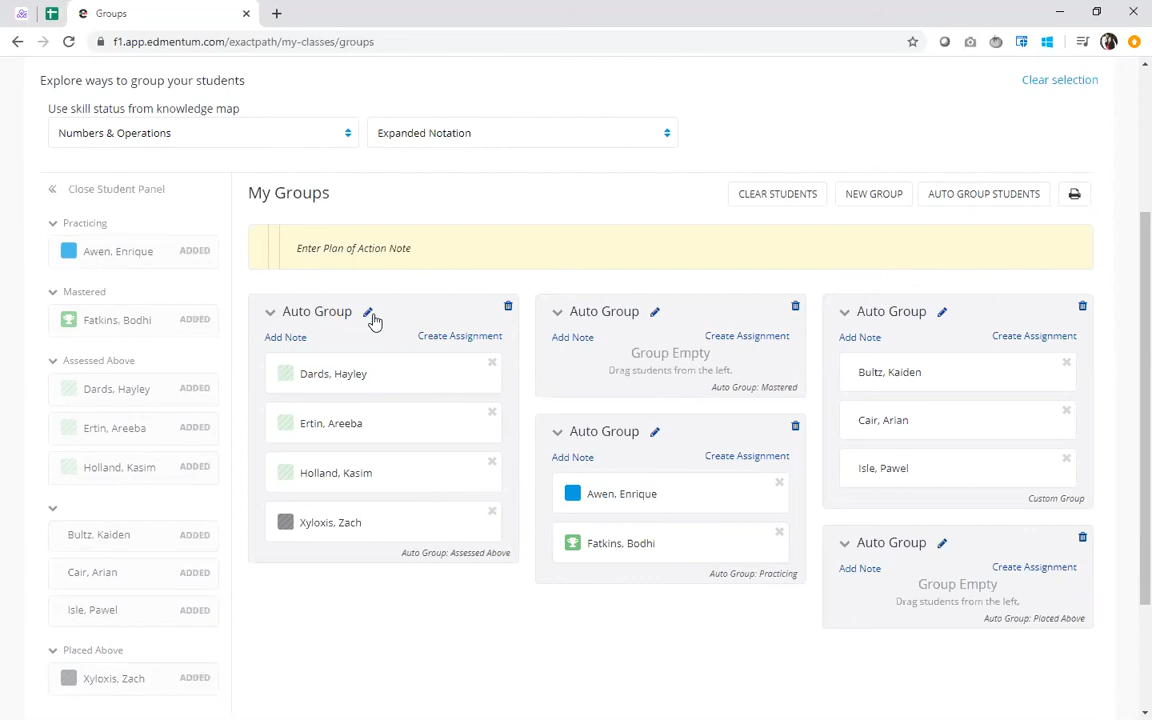 Groups
f1.app.edmentum.com/exactpath/my-classes/groups
Explore ways to group your students
Clear selection
Use skill status from knowledge map
Numbers & Operations
Expanded Notation
Close Student Panel
Practicing
Awen, Enrique ADDED
Mastered
Fatkins, Bodhi ADDED
Assessed Above
Dards, Hayley ADDED
Ertin, Areeba ADDED
Holland, Kasim ADDED
Bultz, Kaiden ADDED
Cair, Arian ADDED
Isle, Pawel ADDED
Placed Above
Xyloxis, Zach ADDED
My Groups
CLEAR STUDENTS
NEW GROUP
AUTO GROUP STUDENTS
Enter Plan of Action Note
Auto Group
Add Note
Create Assignment
Dards, Hayley
Ertin, Areeba
Holland, Kasim
Xyloxis, Zach
Auto Group: Assessed Above
Auto Group
Add Note
Create Assignment
Group Empty
Drag students from the left.
Auto Group: Mastered
Auto Group
Add Note
Create Assignment
Awen, Enrique
Fatkins, Bodhi
Auto Group: Practicing
Auto Group
Add Note
Create Assignment
Bultz, Kaiden
Cair, Arian
Isle, Pawel
Custom Group
Auto Group
Add Note
Create Assignment
Group Empty
Drag students from the left.
Auto Group: Placed Above